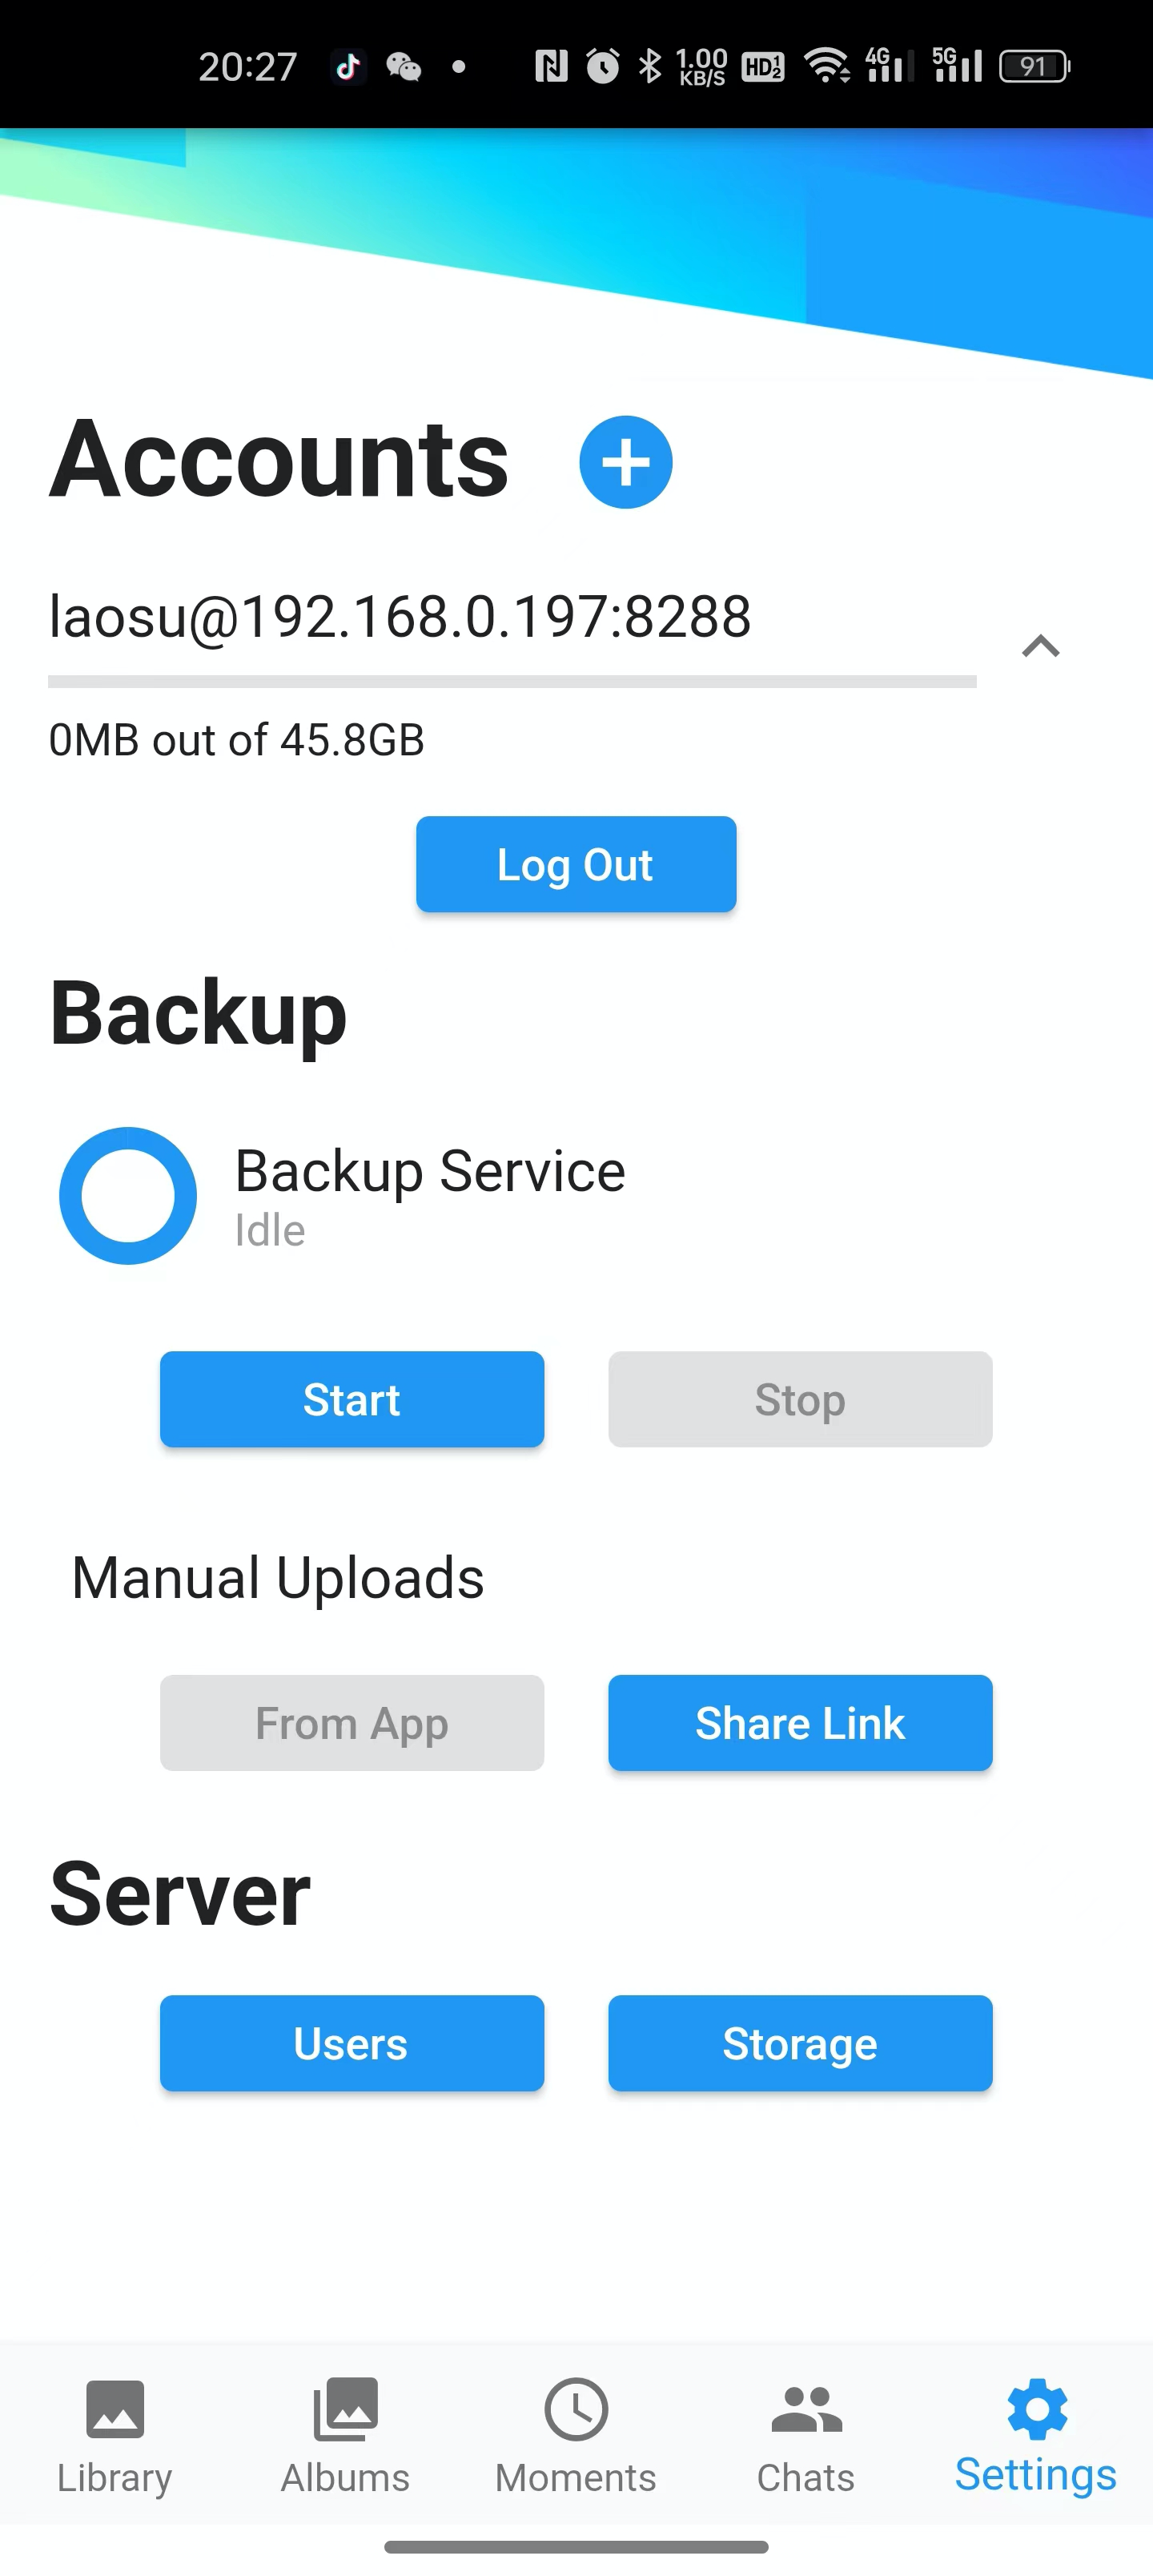 20:27 1.00 KB/S HD 1 2 4G 5G 91
Accounts
laosu@192.168.0.197:8288
0MB out of 45.8GB
Log Out
Backup
Backup Service
Idle
Start Stop
Manual Uploads
From App Share Link
Server
Users Storage
Library Albums Moments Chats Settings